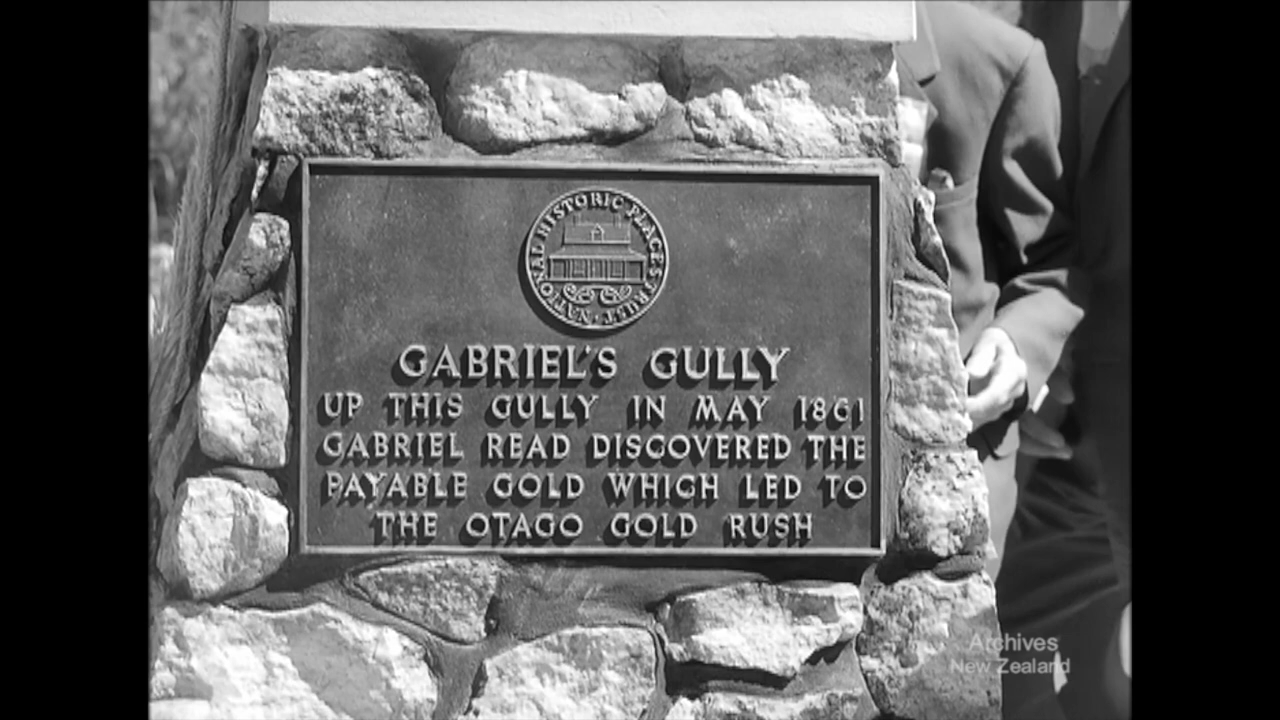 NATIONAL HISTORIC PLACES TRUST
GABRIEL'S GULLY
UP THIS GULLY IN MAY 1861
GABRIEL READ DISCOVERED THE
PAYABLE GOLD WHICH LED TO
THE OTAGO GOLD RUSH
Archives
New Zealand